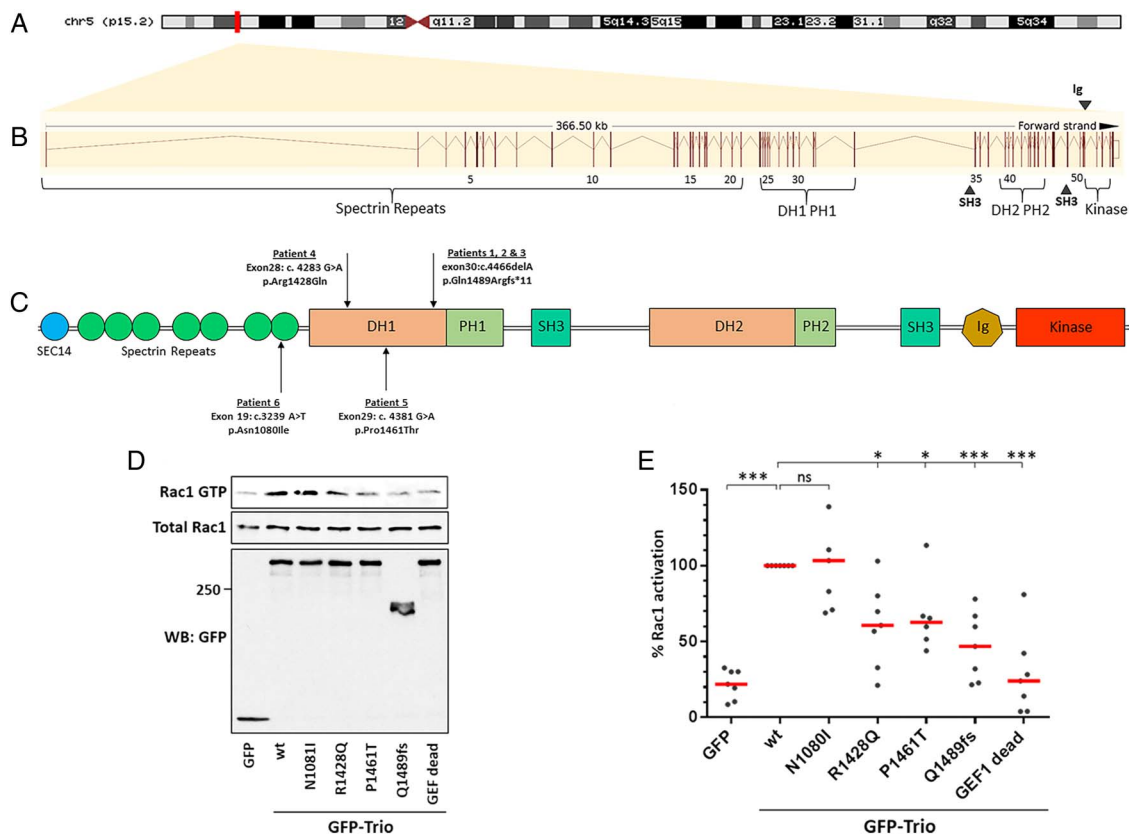 A
chr5 (p15.2)
12 q11.2 5q14.3 5q15 23.1 23.2 31.1 q32 5q34
Ig
B
366.50 kb
Forward strand
5 10 15 20 25 30 35 40 50
Spectrin Repeats
DH1 PH1
SH3
DH2 PH2
SH3
Kinase
Patient 4
Exon28: c. 4283 G>A
p.Arg1428Gln
Patients 1, 2 & 3
exon30:c.4466delA
p.Gln1489Argfs*11
C
DH1 PH1 SH3 DH2 PH2 SH3 Ig Kinase
SEC14
Spectrin Repeats
Patient 6
Exon 19: c.3239 A>T
p.Asn1080Ile
Patient 5
Exon29: c. 4381 G>A
p.Pro1461Thr
D
Rac1 GTP
Total Rac1
250
WB: GFP
GFP
wt
N1081I
R1428Q
P1461T
Q1489fs
GEF dead
GFP-Trio
E
* * *** ***
*** ns
% Rac1 activation
150
100
50
0
GFP
wt
N1080I
R1428Q
P1461T
Q1489fs
GEF1 dead
GFP-Trio